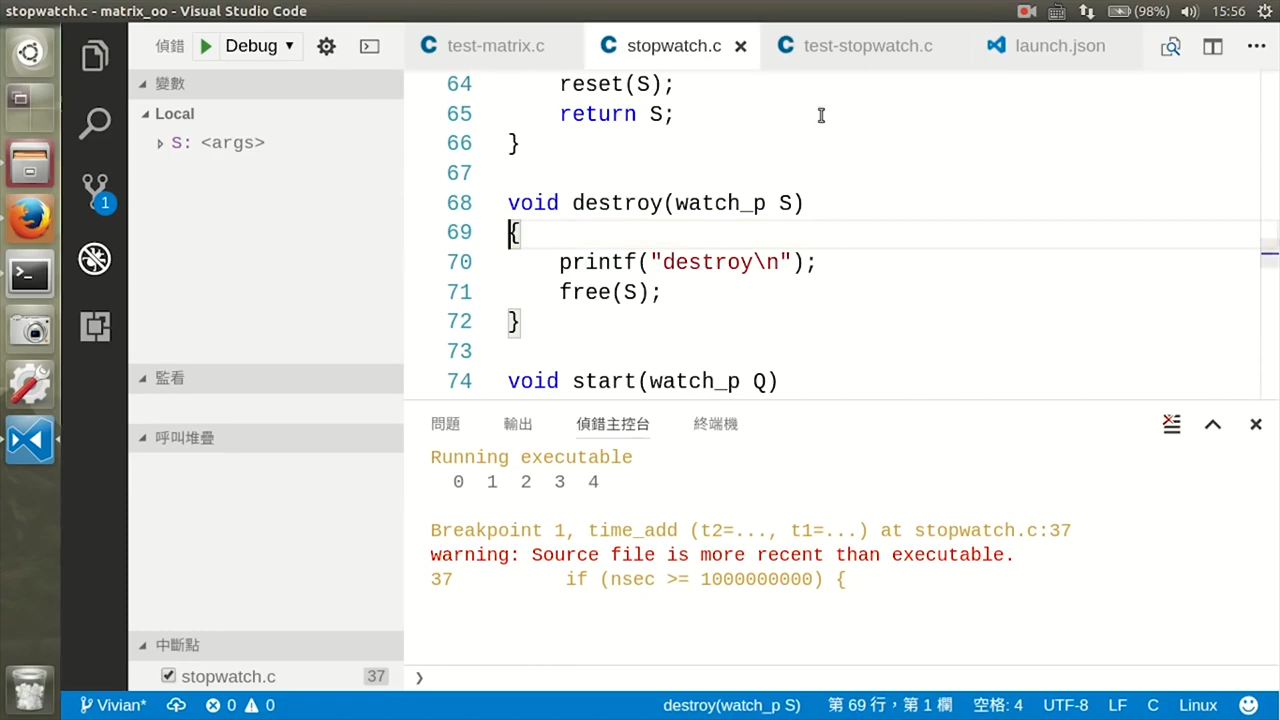 stopwatch.c - matrix_oo - Visual Studio Code
(98%) 15:56
偵錯 Debug
test-matrix.c stopwatch.c test-stopwatch.c launch.json
變數
Local
S: <args>
監看
呼叫堆疊
中斷點
stopwatch.c 37
64 reset(S);
65 return S;
66 }
67
68 void destroy(watch_p S)
69 {
70 printf("destroy\n");
71 free(S);
72 }
73
74 void start(watch_p Q)
問題 輸出 偵錯主控台 終端機
Running executable
0 1 2 3 4
Breakpoint 1, time_add (t2=..., t1=...) at stopwatch.c:37
warning: Source file is more recent than executable.
37 if (nsec >= 1000000000) {
1
Vivian* 0 0 destroy(watch_p S) 第 69 行，第 1 欄 空格: 4 UTF-8 LF C Linux